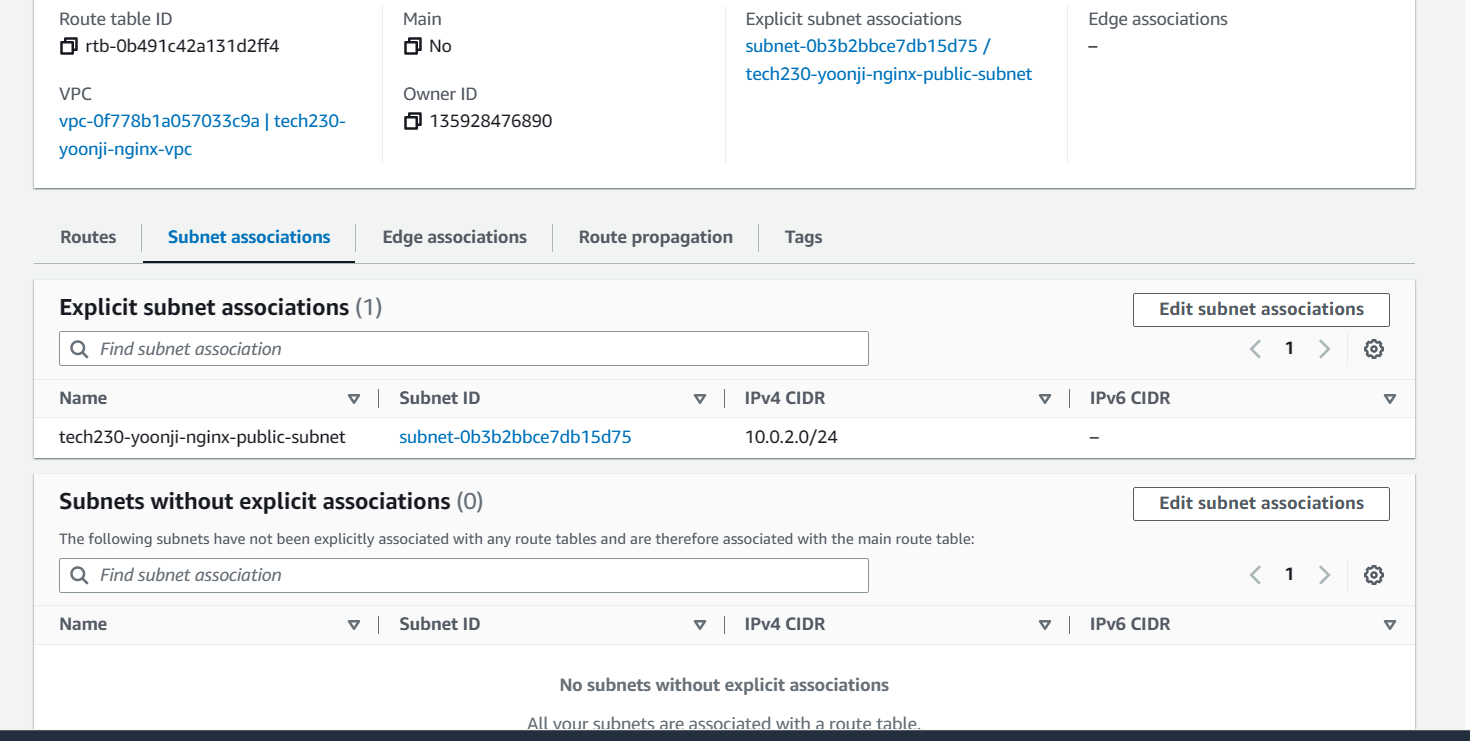 Route table ID
rtb-0b491c42a131d2ff4
Main
No
Explicit subnet associations
subnet-0b3b2bbce7db15d75 /
tech230-yoonji-nginx-public-subnet
Edge associations
–
VPC
vpc-0f778b1a057033c9a | tech230-
yoonji-nginx-vpc
Owner ID
135928476890
Routes
Subnet associations
Edge associations
Route propagation
Tags
Explicit subnet associations (1)
Edit subnet associations
Find subnet association
1
Name
Subnet ID
IPv4 CIDR
IPv6 CIDR
tech230-yoonji-nginx-public-subnet
subnet-0b3b2bbce7db15d75
10.0.2.0/24
–
Subnets without explicit associations (0)
Edit subnet associations
The following subnets have not been explicitly associated with any route tables and are therefore associated with the main route table:
Find subnet association
1
Name
Subnet ID
IPv4 CIDR
IPv6 CIDR
No subnets without explicit associations
All your subnets are associated with a route table.